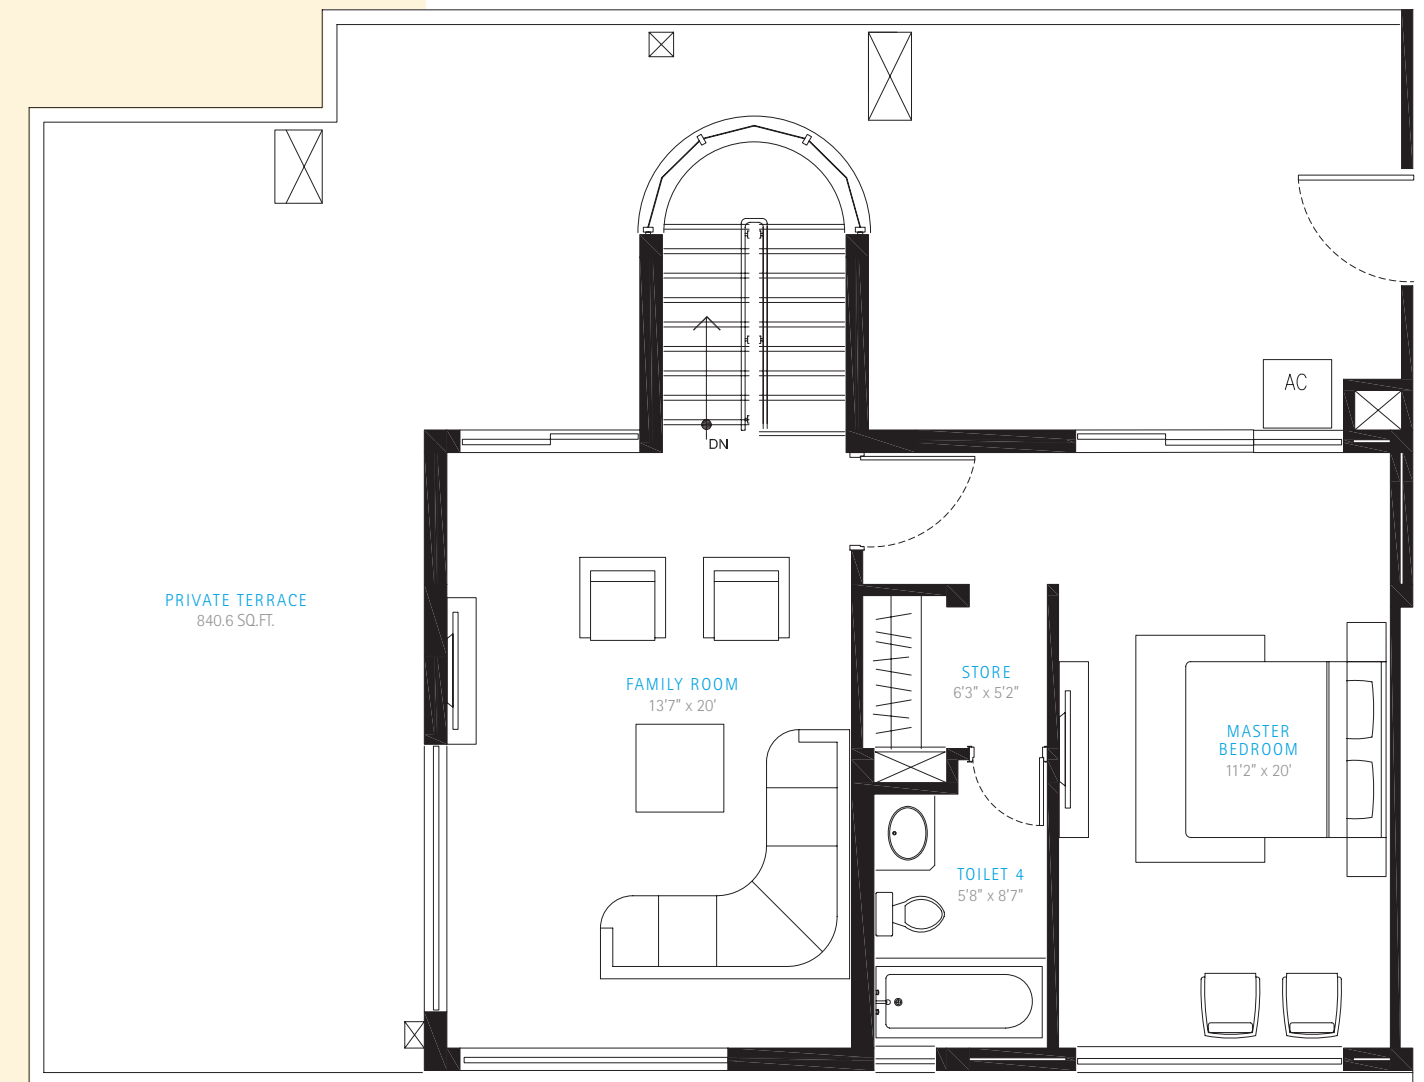 AC
DN
PRIVATE TERRACE
840.6 SQ.FT.
FAMILY ROOM
13'7" x 20'
STORE
6'3" x 5'2"
MASTER
BEDROOM
11'2" x 20'
TOILET 4
5'8" x 8'7"